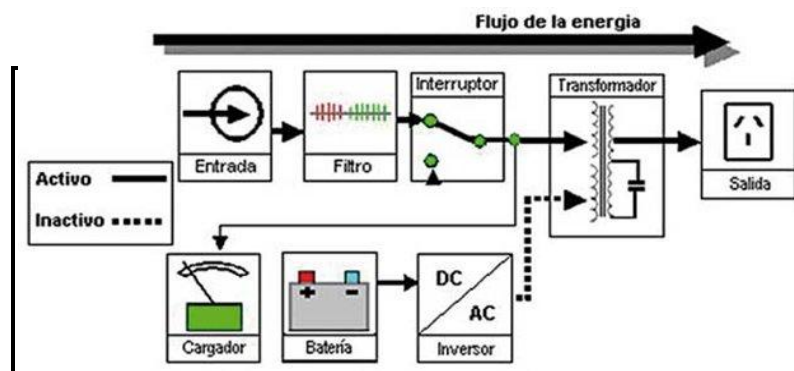 Flujo de la energia
Interruptor
Transformador
Entrada
Filtro
Salida
Activo
Inactivo
DC
AC
+ -
Cargador
Batería
Inversor